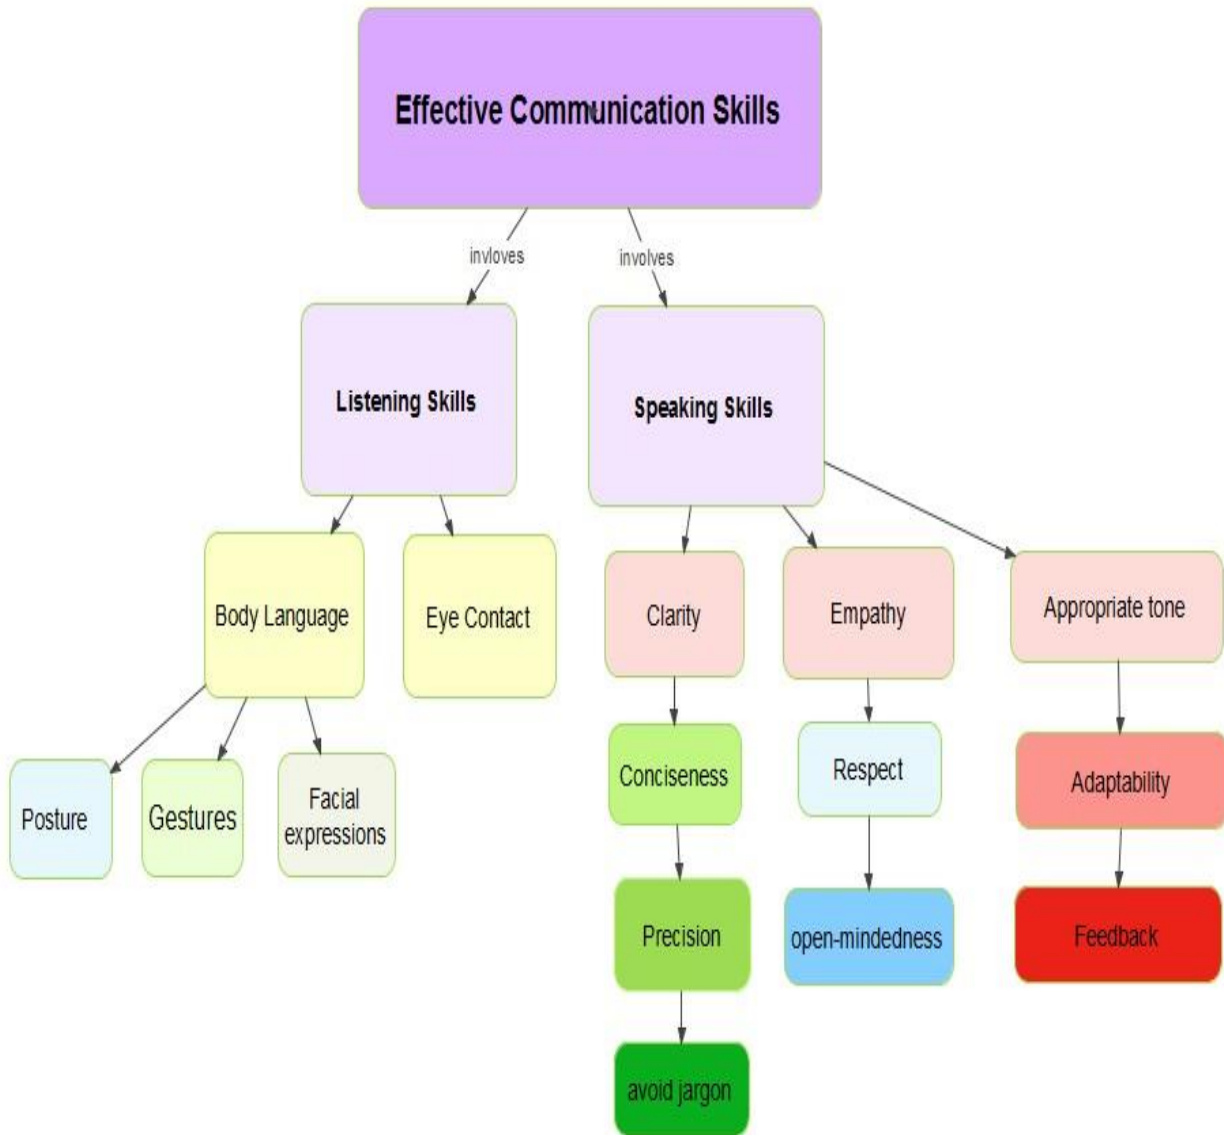 Effective Communication Skills
invloves
involves
Listening Skills
Speaking Skills
Body Language
Eye Contact
Clarity
Empathy
Appropriate tone
Posture
Gestures
Facial
expressions
Conciseness
Respect
Adaptability
Precision
open-mindedness
Feedback
avoid jargon